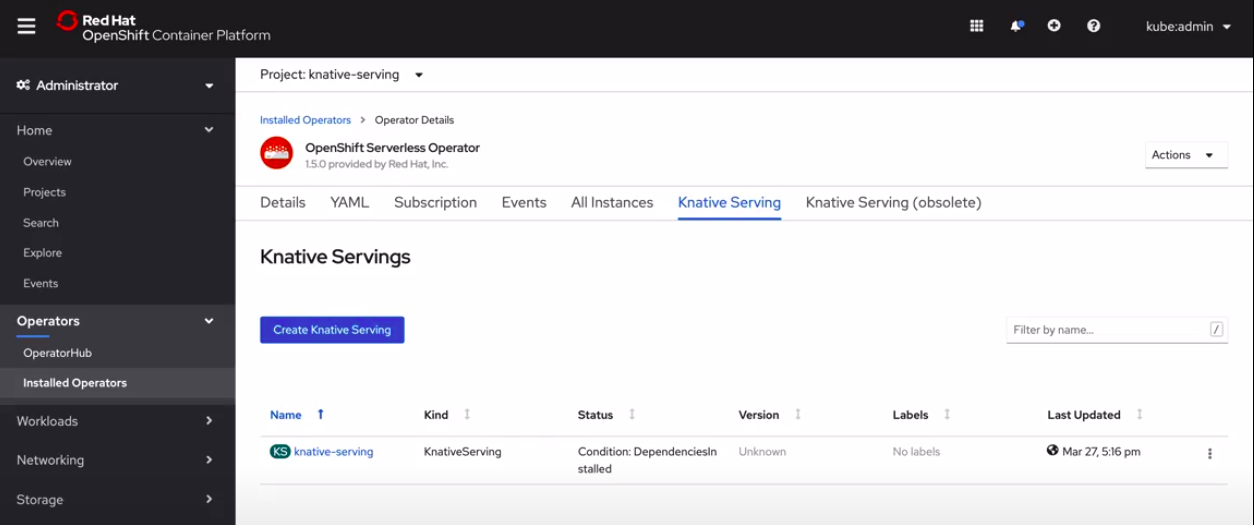 Red Hat
OpenShift Container Platform
kube:admin
Administrator
Project: knative-serving
Home
Overview
Projects
Search
Explore
Events
Operators
OperatorHub
Installed Operators
Workloads
Networking
Storage
Installed Operators > Operator Details
OpenShift Serverless Operator
1.5.0 provided by Red Hat, Inc.
Actions
Details YAML Subscription Events All Instances Knative Serving Knative Serving (obsolete)
Knative Servings
Create Knative Serving
Filter by name... /
Name Kind Status Version Labels Last Updated
KS knative-serving KnativeServing Condition: DependenciesIn Unknown No labels Mar 27, 5:16 pm
stalled